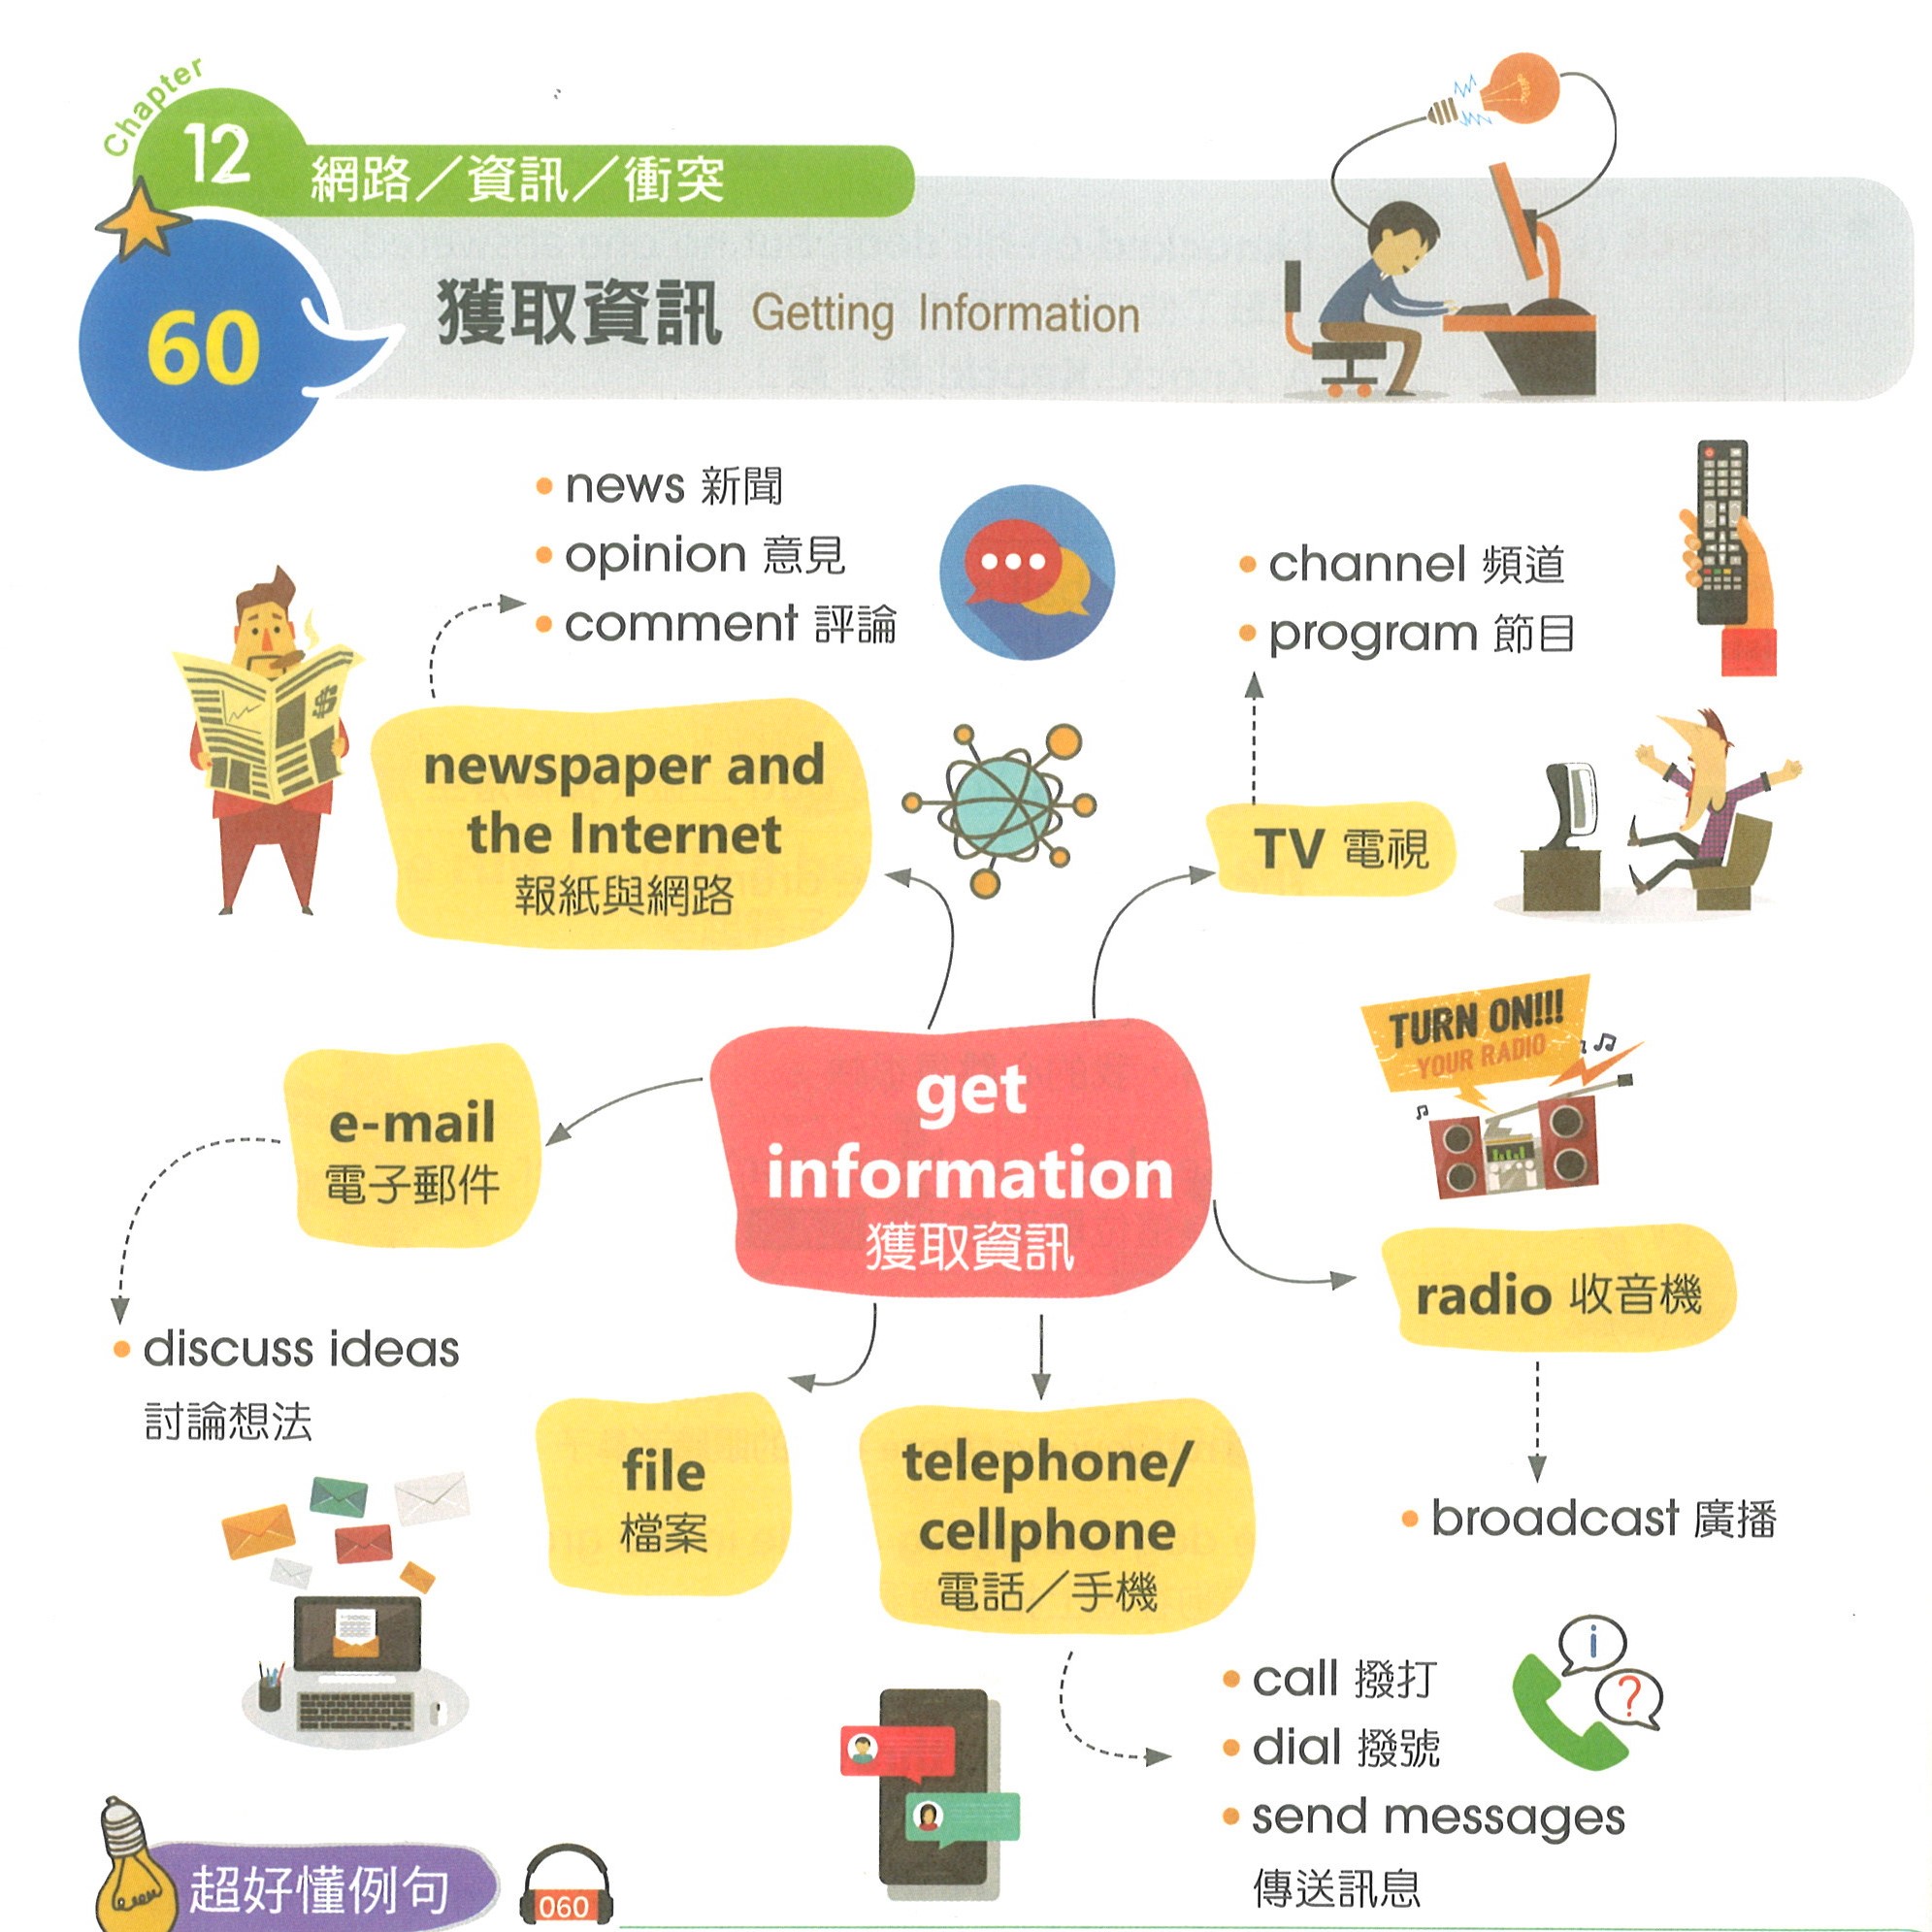 Chapter
12
網路／資訊／衝突
60
獲取資訊 Getting Information
news 新聞
opinion 意見
comment 評論
channel 頻道
program 節目
newspaper and
the Internet
報紙與網路
TV 電視
TURN ON!!!
YOUR RADIO
e-mail
電子郵件
get
information
獲取資訊
radio 收音機
discuss ideas
討論想法
file
檔案
telephone/
cellphone
電話／手機
broadcast 廣播
call 撥打
dial 撥號
send messages
傳送訊息
i
?
$
超好懂例句
060